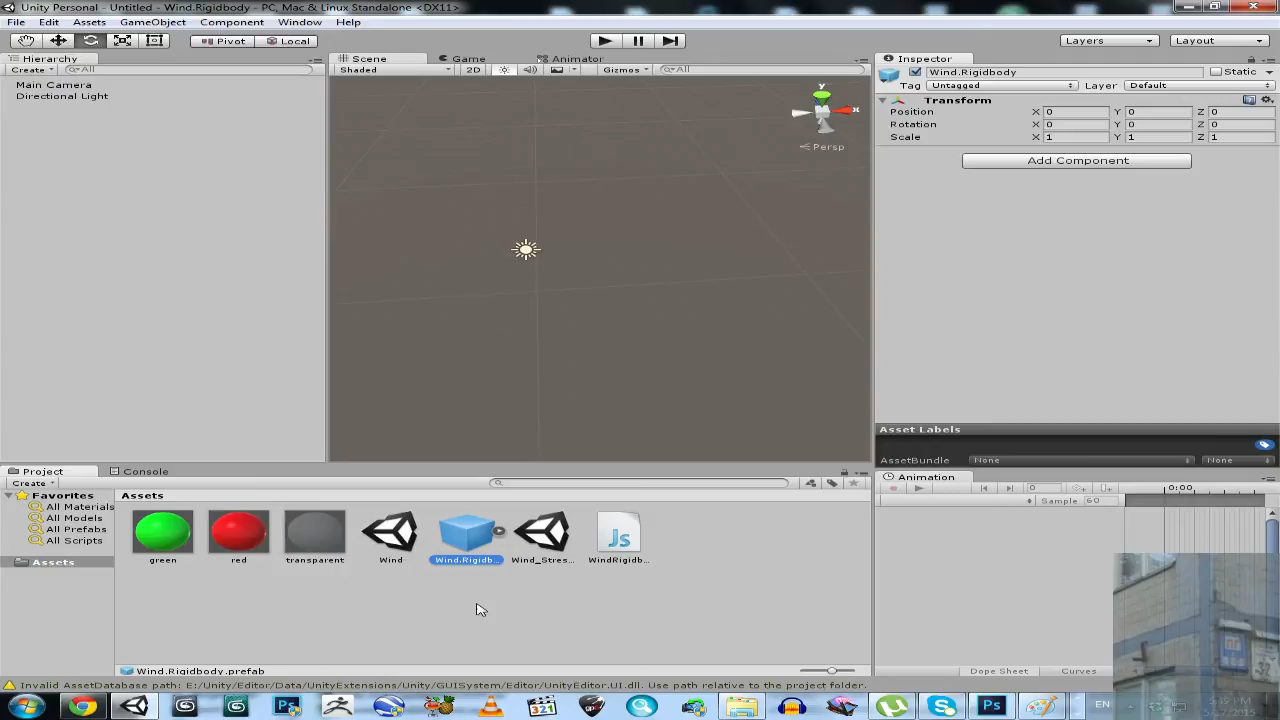 Unity Personal - Untitled - Wind.Rigidbody - PC, Mac & Linux Standalone <DX11>
File Edit Assets GameObject Component Window Help
Pivot Local Layers Layout
Hierarchy
Create All
Main Camera
Directional Light
Scene Game Animator
Shaded 2D Gizmos All
y
x
Persp
Inspector
Wind.Rigidbody Static
Tag Untagged Layer Default
Transform
Position X 0 Y 0 Z 0
Rotation X 0 Y 0 Z 0
Scale X 1 Y 1 Z 1
Add Component
Asset Labels
AssetBundle None None
Project Console
Create
Favorites
All Materials
All Models
All Prefabs
All Scripts
Assets
Assets
green red transparent Wind Wind.Rigidb... Wind_Stres... WindRigidb...
Js
Wind.Rigidbody.prefab
Animation
0 0:00
Sample 60
Dope Sheet Curves
Invalid AssetDatabase path: E:/Unity/Editor/Data/UnityExtensions/Unity/GUISystem/Editor/UnityEditor.UI.dll. Use path relative to the project folder.
Ps 321 Ps EN